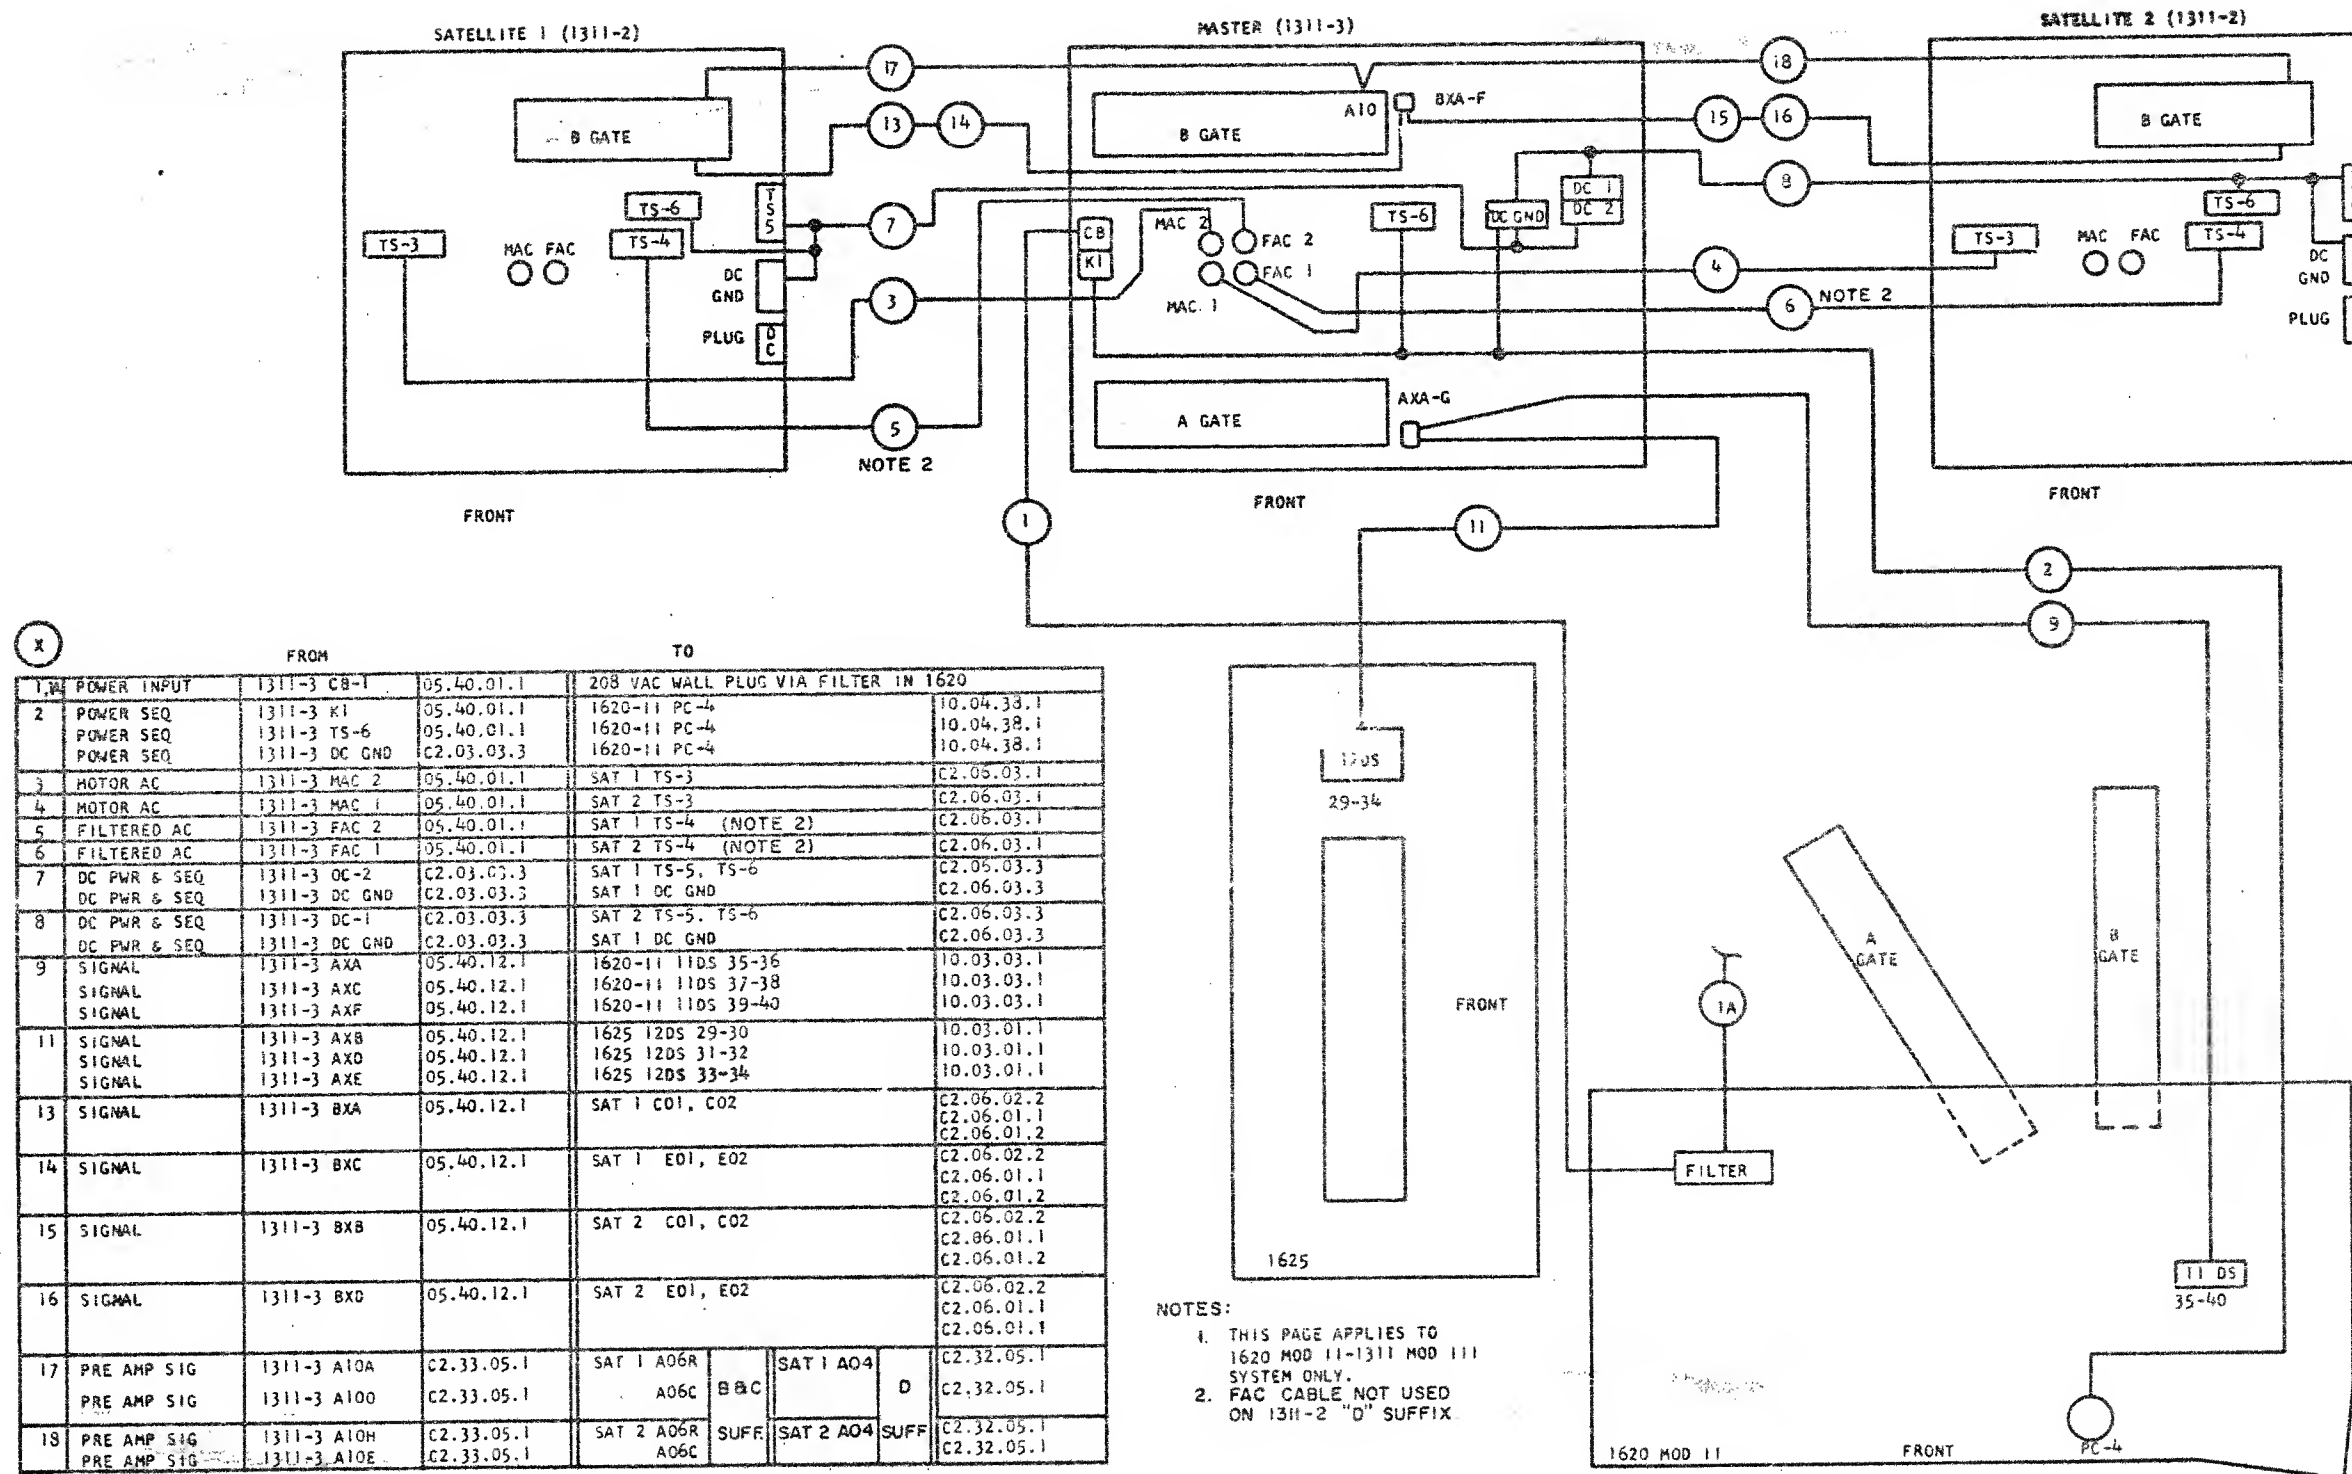 SATELLITE 1 (1311-2)
MASTER (1311-3)
SATELLITE 2 (1311-2)
17
18
B GATE
13
14
B GATE
A10
BXA-F
15
16
B GATE
TS-3
MAC FAC
TS-6
TS-4
TS5
DC
GND
PLUG
DC
7
3
5
NOTE 2
CB
K1
MAC 2
FAC 2
FAC 1
MAC. 1
TS-6
DC GND
DC 1
DC 2
8
4
6
NOTE 2
TS-3
MAC FAC
TS-6
TS-4
DC
GND
PLUG
A GATE
AXA-G
FRONT
FRONT
FRONT
1
11
2
9
X
FROM
TO
1,1A POWER INPUT 1311-3 CB-1 05.40.01.1 208 VAC WALL PLUG VIA FILTER IN 1620
2 POWER SEQ 1311-3 K1 05.40.01.1 1620-11 PC-4 10.04.38.1
POWER SEQ 1311-3 TS-6 05.40.01.1 1620-11 PC-4 10.04.38.1
POWER SEQ 1311-3 DC GND C2.03.03.3 1620-11 PC-4 10.04.38.1
3 MOTOR AC 1311-3 MAC 2 05.40.01.1 SAT 1 TS-3 C2.06.03.1
4 MOTOR AC 1311-3 MAC 1 05.40.01.1 SAT 2 TS-3 C2.06.03.1
5 FILTERED AC 1311-3 FAC 2 05.40.01.1 SAT 1 TS-4 (NOTE 2) C2.06.03.1
6 FILTERED AC 1311-3 FAC 1 05.40.01.1 SAT 2 TS-4 (NOTE 2) C2.06.03.1
7 DC PWR & SEQ 1311-3 DC-2 C2.03.03.3 SAT 1 TS-5, TS-6 C2.06.03.3
DC PWR & SEQ 1311-3 DC GND C2.03.03.3 SAT 1 DC GND C2.06.03.3
8 DC PWR & SEQ 1311-3 DC-1 C2.03.03.3 SAT 2 TS-5. TS-6 C2.06.03.3
DC PWR & SEQ 1311-3 DC GND C2.03.03.3 SAT 1 DC GND C2.06.03.3
9 SIGNAL 1311-3 AXA 05.40.12.1 1620-11 11DS 35-36 10.03.03.1
SIGNAL 1311-3 AXC 05.40.12.1 1620-11 11DS 37-38 10.03.03.1
SIGNAL 1311-3 AXF 05.40.12.1 1620-11 11DS 39-40 10.03.03.1
11 SIGNAL 1311-3 AXB 05.40.12.1 1625 12DS 29-30 10.03.01.1
SIGNAL 1311-3 AXD 05.40.12.1 1625 12DS 31-32 10.03.01.1
SIGNAL 1311-3 AXE 05.40.12.1 1625 12DS 33-34 10.03.01.1
13 SIGNAL 1311-3 BXA 05.40.12.1 SAT 1 C01, C02 C2.06.02.2
C2.06.01.1
C2.06.01.2
14 SIGNAL 1311-3 BXC 05.40.12.1 SAT 1 E01, E02 C2.06.02.2
C2.06.01.1
C2.06.01.2
15 SIGNAL 1311-3 BXB 05.40.12.1 SAT 2 C01, C02 C2.06.02.2
C2.06.01.1
C2.06.01.2
16 SIGNAL 1311-3 BXD 05.40.12.1 SAT 2 E01, E02 C2.06.02.2
C2.06.01.1
C2.06.01.1
17 PRE AMP SIG 1311-3 A10A C2.33.05.1 SAT 1 A06R SAT 1 A04 C2.32.05.1
PRE AMP SIG 1311-3 A10D C2.33.05.1 A06C B&C D C2.32.05.1
18 PRE AMP SIG 1311-3 A10H C2.33.05.1 SAT 2 A06R SUFF. SAT 2 A04 SUFF C2.32.05.1
PRE AMP SIG 1311-3 A10E C2.33.05.1 A06C C2.32.05.1
12DS
29-34
FRONT
1625
A
GATE
B
GATE
1A
FILTER
11 DS
35-40
PC-4
1620 MOD 11
FRONT
NOTES:
1. THIS PAGE APPLIES TO
1620 MOD 11-1311 MOD 111
SYSTEM ONLY.
2. FAC CABLE NOT USED
ON 1311-2 "D" SUFFIX